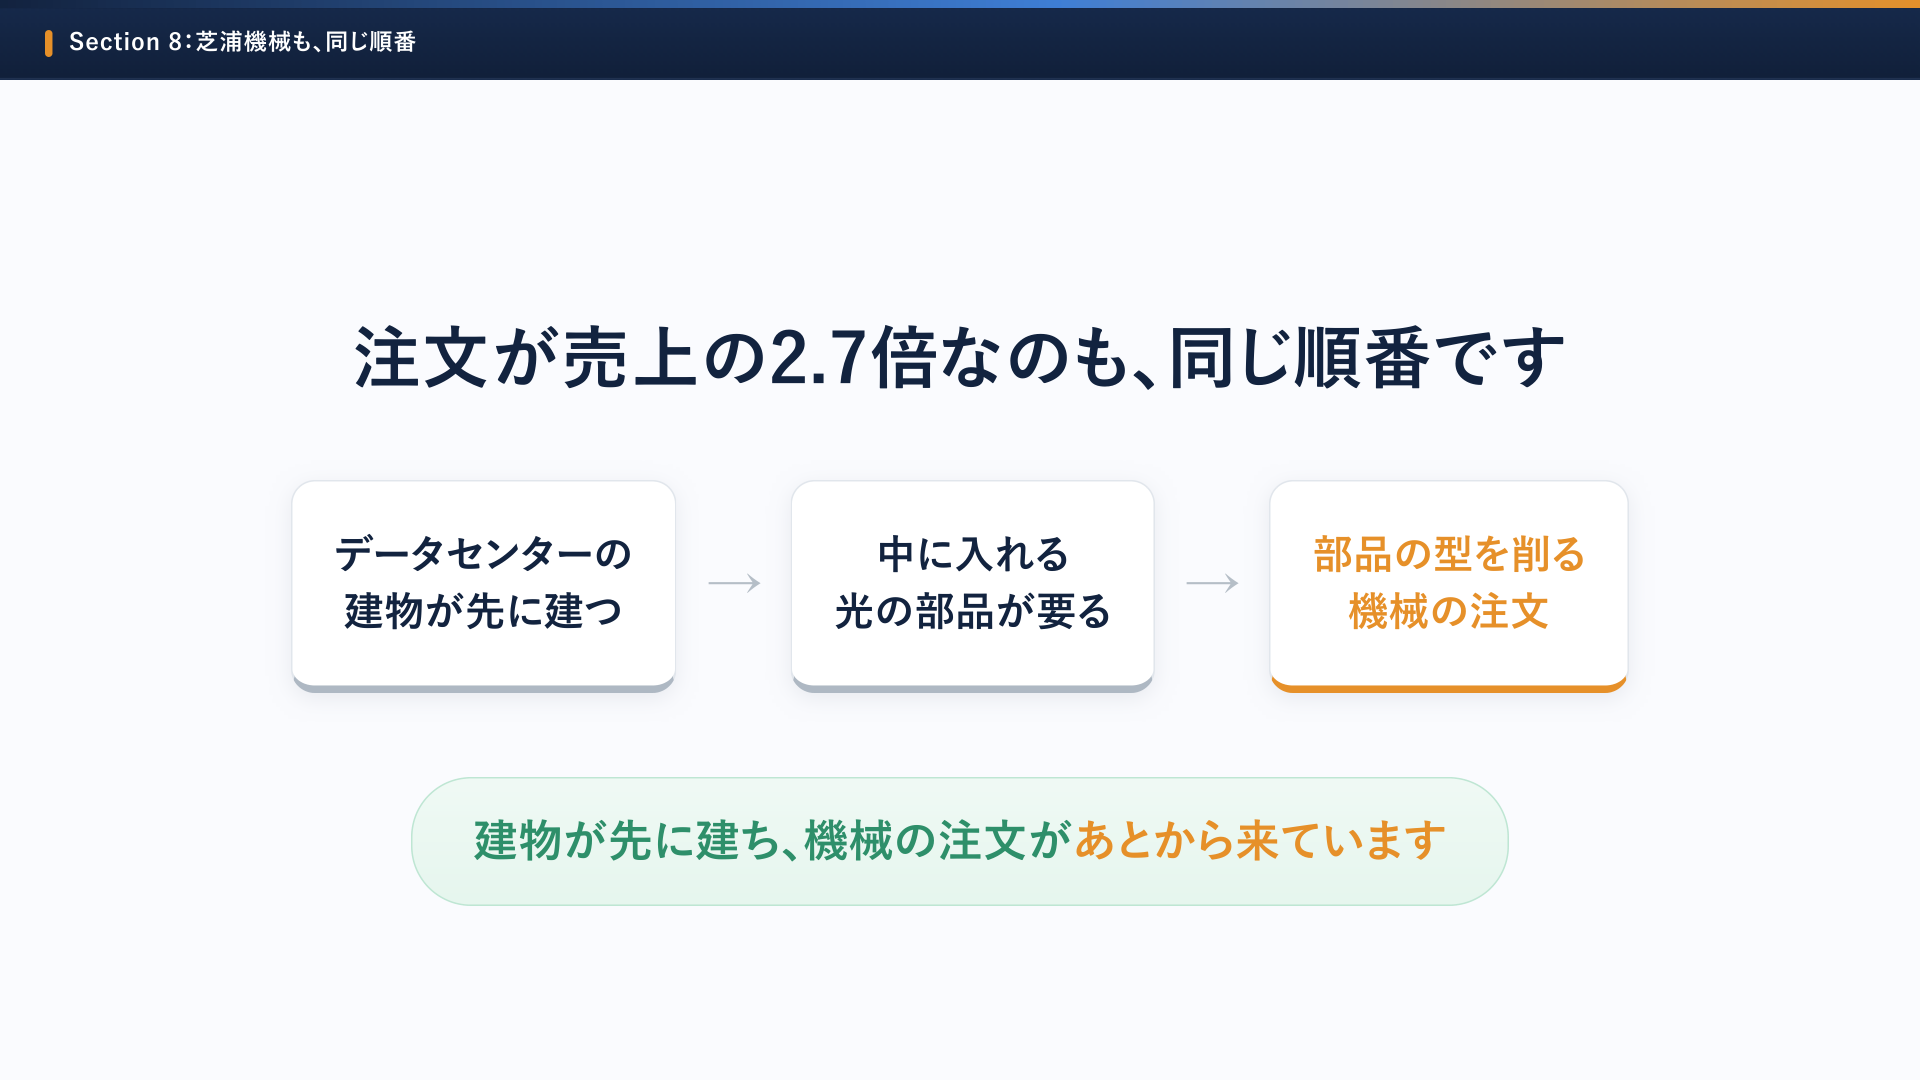 Section 8：芝浦機械も、同じ順番
注文が売上の2.7倍なのも、同じ順番です
データセンターの
建物が先に建つ
中に入れる
光の部品が要る
部品の型を削る
機械の注文
建物が先に建ち、機械の注文があとから来ています